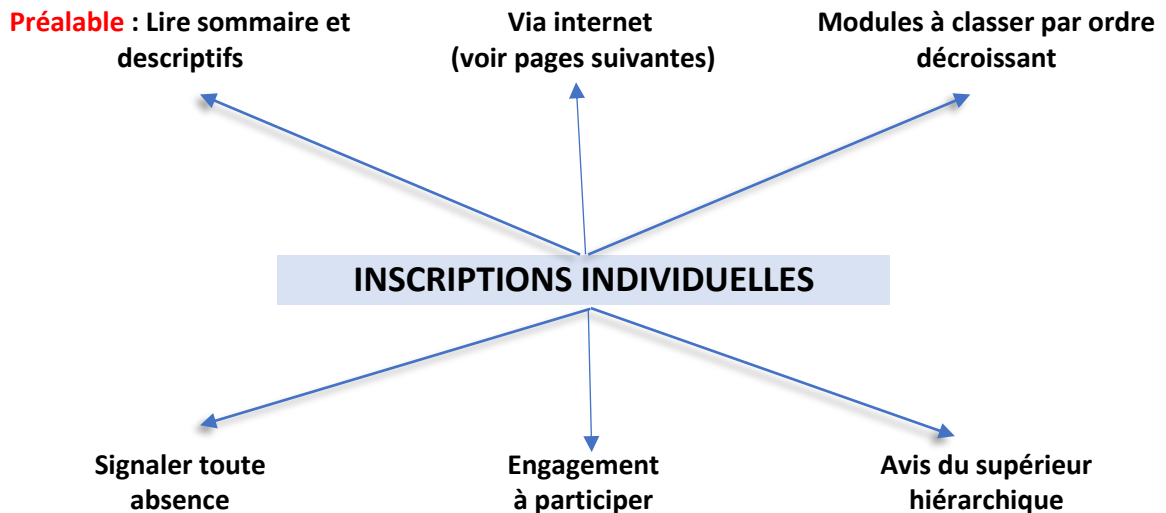 Préalable : Lire sommaire et
descriptifs
Via internet
(voir pages suivantes)
Modules à classer par ordre
décroissant
INSCRIPTIONS INDIVIDUELLES
Signaler toute
absence
Engagement
à participer
Avis du supérieur
hiérarchique